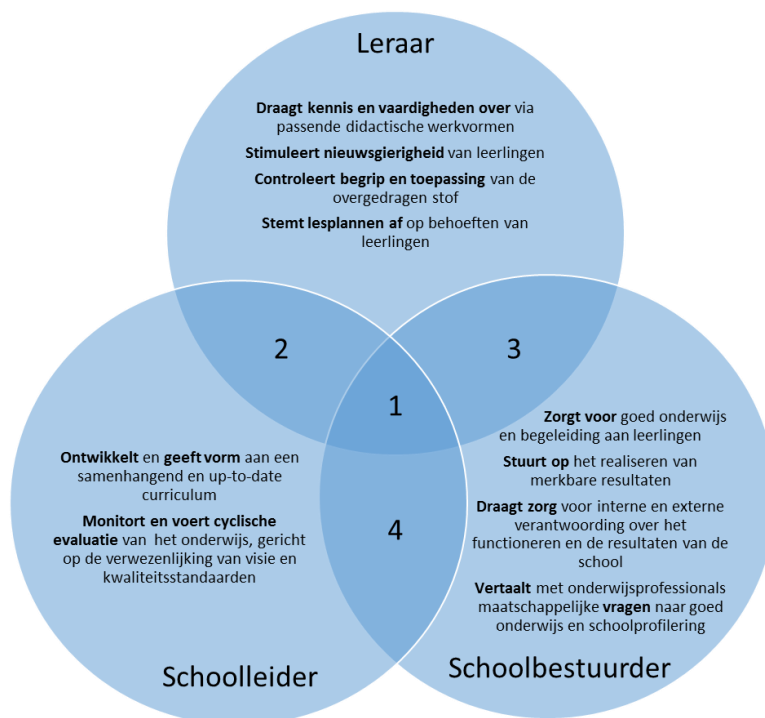 Leraar
Draagt kennis en vaardigheden over via
passende didactische werkvormen
Stimuleert nieuwsgierigheid van leerlingen
Controleert begrip en toepassing van de
overgedragen stof
Stemt lesplannen af op behoeften van
leerlingen
2
3
1
Ontwikkelt en geeft vorm aan een
samenhangend en up-to-date
curriculum
Monitort en voert cyclische
evaluatie van het onderwijs, gericht
op de verwezenlijking van visie en
kwaliteitsstandaarden
4
Zorgt voor goed onderwijs
en begeleiding aan leerlingen
Stuurt op het realiseren van
merkbare resultaten
Draagt zorg voor interne en externe
verantwoording over het
functioneren en de resultaten van de
school
Vertaalt met onderwijsprofessionals
maatschappelijke vragen naar goed
onderwijs en schoolprofilering
Schoolleider
Schoolbestuurder